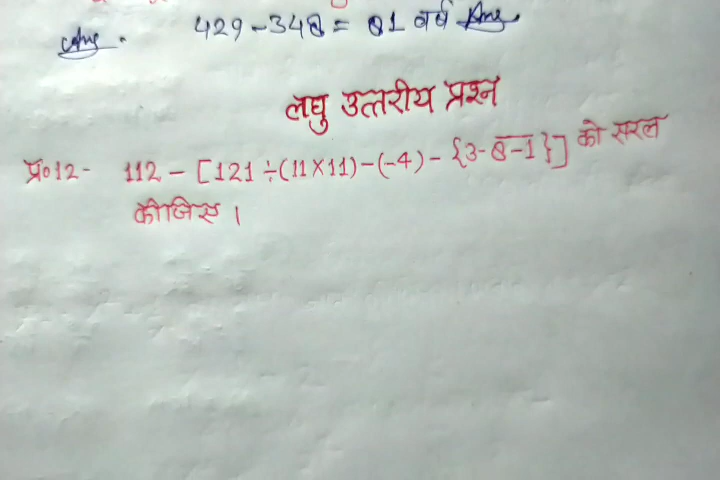 Ans. 429-348 = 81 वर्ष Ans.
लघु उत्तरीय प्रश्न
प्र०12- 112 - [121 ÷ (11×11) - (-4) - {3 - 8̅ ̅-̅ ̅1̅}] को सरल
कीजिए।